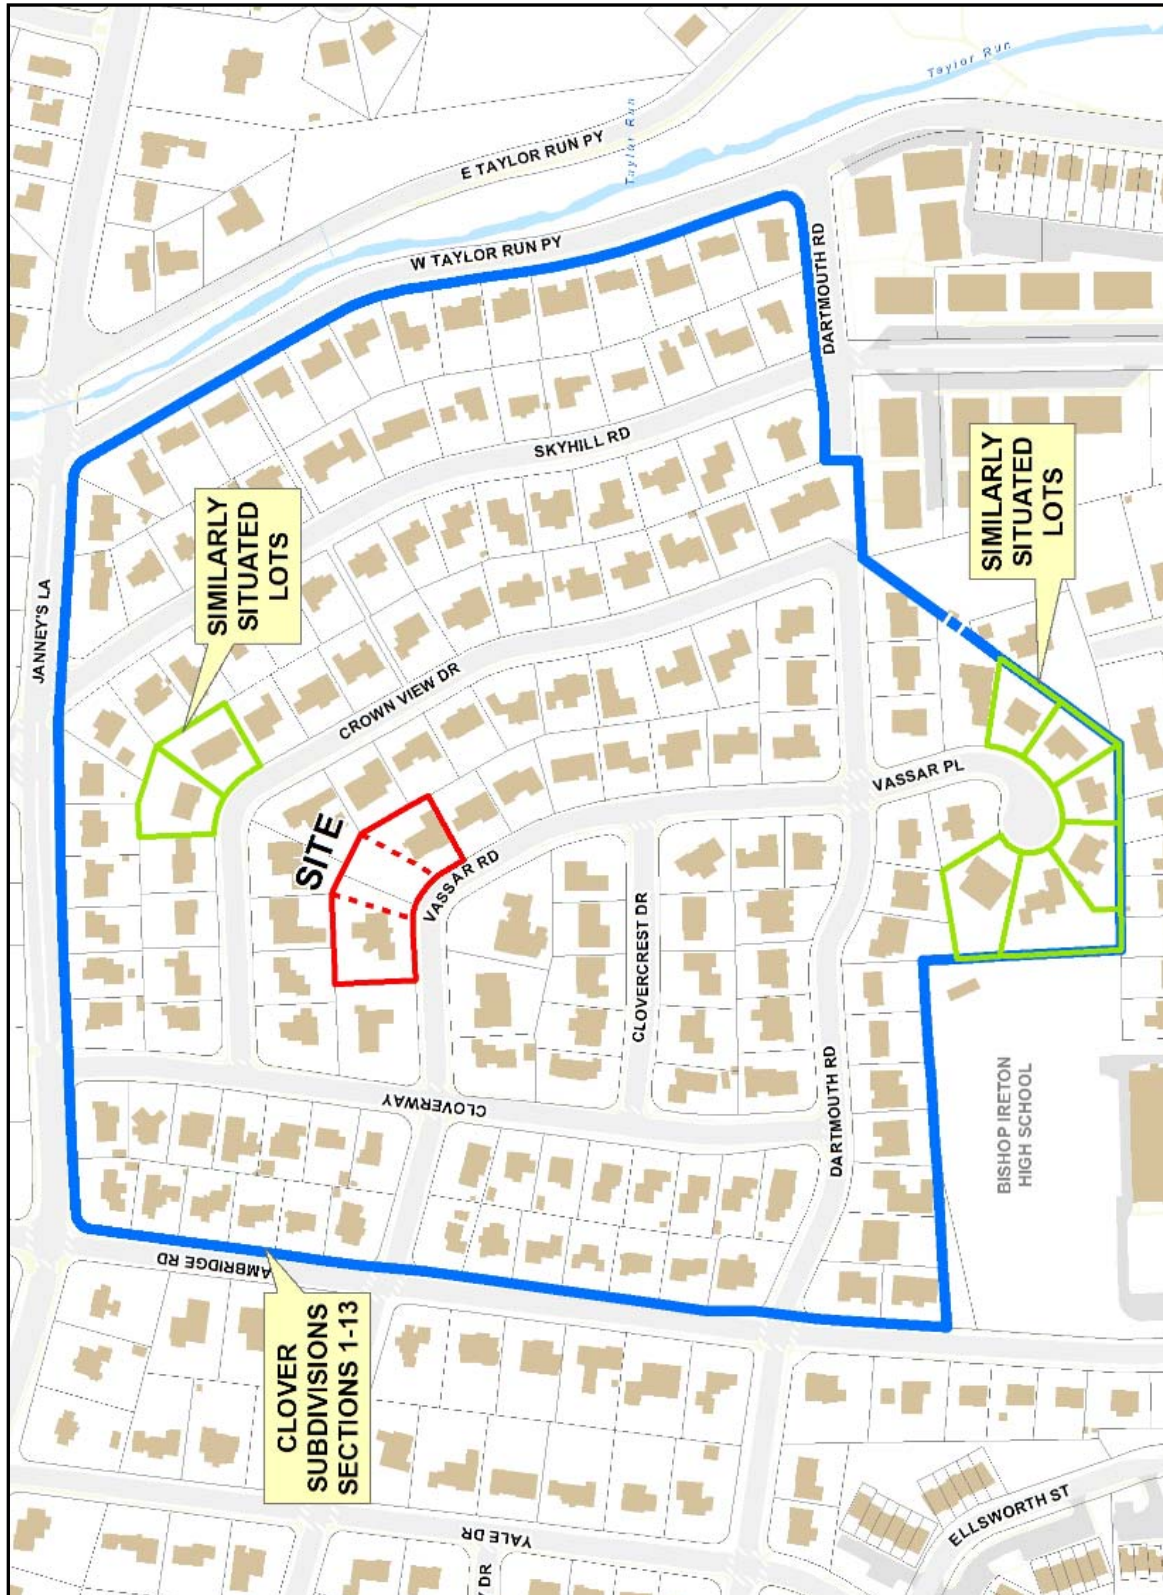 Taylor Run
E TAYLOR RUN PY
Taylor Run
W TAYLOR RUN PY
DARTMOUTH RD
SKYHILL RD
SIMILARLY
SITUATED
LOTS
SIMILARLY
SITUATED
LOTS
JANNEY'S LA
CROWN VIEW DR
SITE
VASSAR RD
VASSAR PL
CLOVERCREST DR
CLOVERWAY
DARTMOUTH RD
BISHOP IRETON
HIGH SCHOOL
AMBRIDGE RD
CLOVER
SUBDIVISIONS
SECTIONS 1-13
YALE DR
DR
ELLSWORTH ST